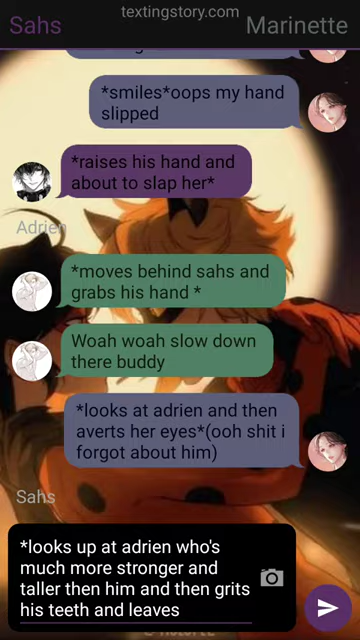 textingstory.com
Sahs
Marinette
*smiles*oops my hand
slipped
*raises his hand and
about to slap her*
Adrien
*moves behind sahs and
grabs his hand *
Woah woah slow down
there buddy
*looks at adrien and then
averts her eyes*(ooh shit i
forgot about him)
Sahs
*looks up at adrien who's
much more stronger and
taller then him and then grits
his teeth and leaves